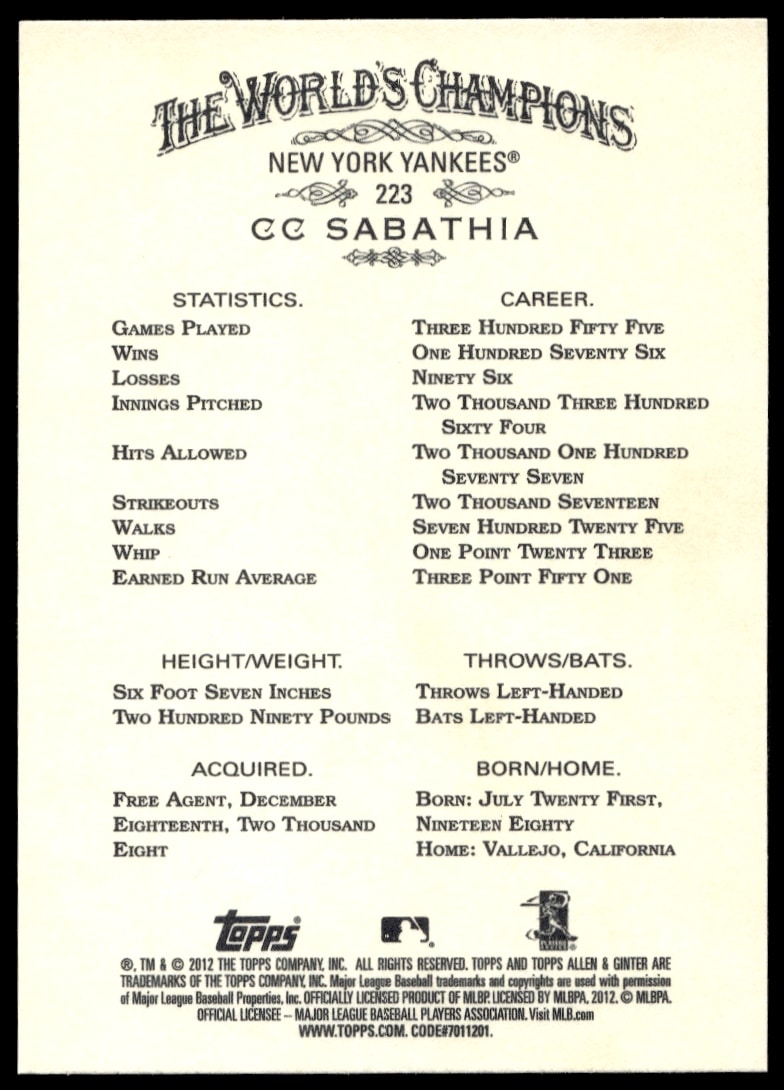 THE WORLD'S CHAMPIONS
NEW YORK YANKEES®
223
CC SABATHIA
STATISTICS. CAREER.
GAMES PLAYED THREE HUNDRED FIFTY FIVE
WINS ONE HUNDRED SEVENTY SIX
LOSSES NINETY SIX
INNINGS PITCHED TWO THOUSAND THREE HUNDRED
SIXTY FOUR
HITS ALLOWED TWO THOUSAND ONE HUNDRED
SEVENTY SEVEN
STRIKEOUTS TWO THOUSAND SEVENTEEN
WALKS SEVEN HUNDRED TWENTY FIVE
WHIP ONE POINT TWENTY THREE
EARNED RUN AVERAGE THREE POINT FIFTY ONE
HEIGHT/WEIGHT. THROWS/BATS.
SIX FOOT SEVEN INCHES THROWS LEFT-HANDED
TWO HUNDRED NINETY POUNDS BATS LEFT-HANDED
ACQUIRED. BORN/HOME.
FREE AGENT, DECEMBER BORN: JULY TWENTY FIRST,
EIGHTEENTH, TWO THOUSAND NINETEEN EIGHTY
EIGHT HOME: VALLEJO, CALIFORNIA
TOPPS®
®, TM & © 2012 THE TOPPS COMPANY, INC. ALL RIGHTS RESERVED. TOPPS AND TOPPS ALLEN & GINTER ARE
TRADEMARKS OF THE TOPPS COMPANY, INC. Major League Baseball trademarks and copyrights are used with permission
of Major League Baseball Properties, Inc. OFFICIALLY LICENSED PRODUCT OF MLBP. LICENSED BY MLBPA, 2012. © MLBPA.
OFFICIAL LICENSEE – MAJOR LEAGUE BASEBALL PLAYERS ASSOCIATION. Visit MLB.com
WWW.TOPPS.COM. CODE#7011201.